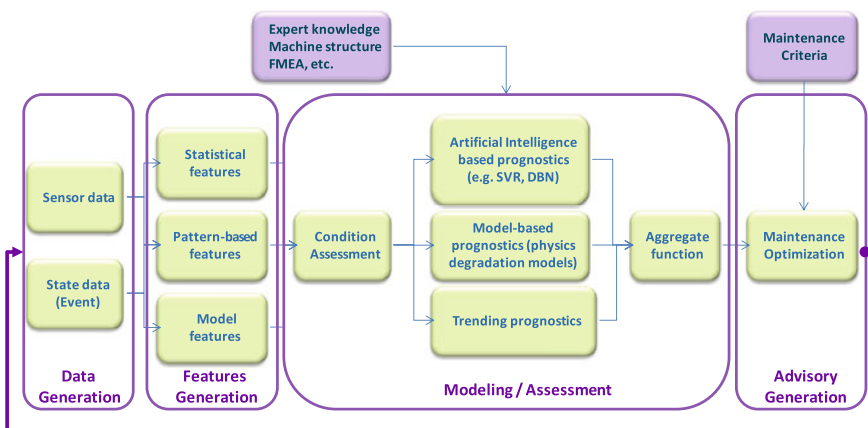 Expert knowledge
Machine structure
FMEA, etc.
Maintenance
Criteria
Sensor data
State data
(Event)
Data
Generation
Statistical
features
Pattern-based
features
Model
features
Features
Generation
Condition
Assessment
Artificial Intelligence
based prognostics
(e.g. SVR, DBN)
Model-based
prognostics (physics
degradation models)
Trending prognostics
Aggregate
function
Modeling / Assessment
Maintenance
Optimization
Advisory
Generation